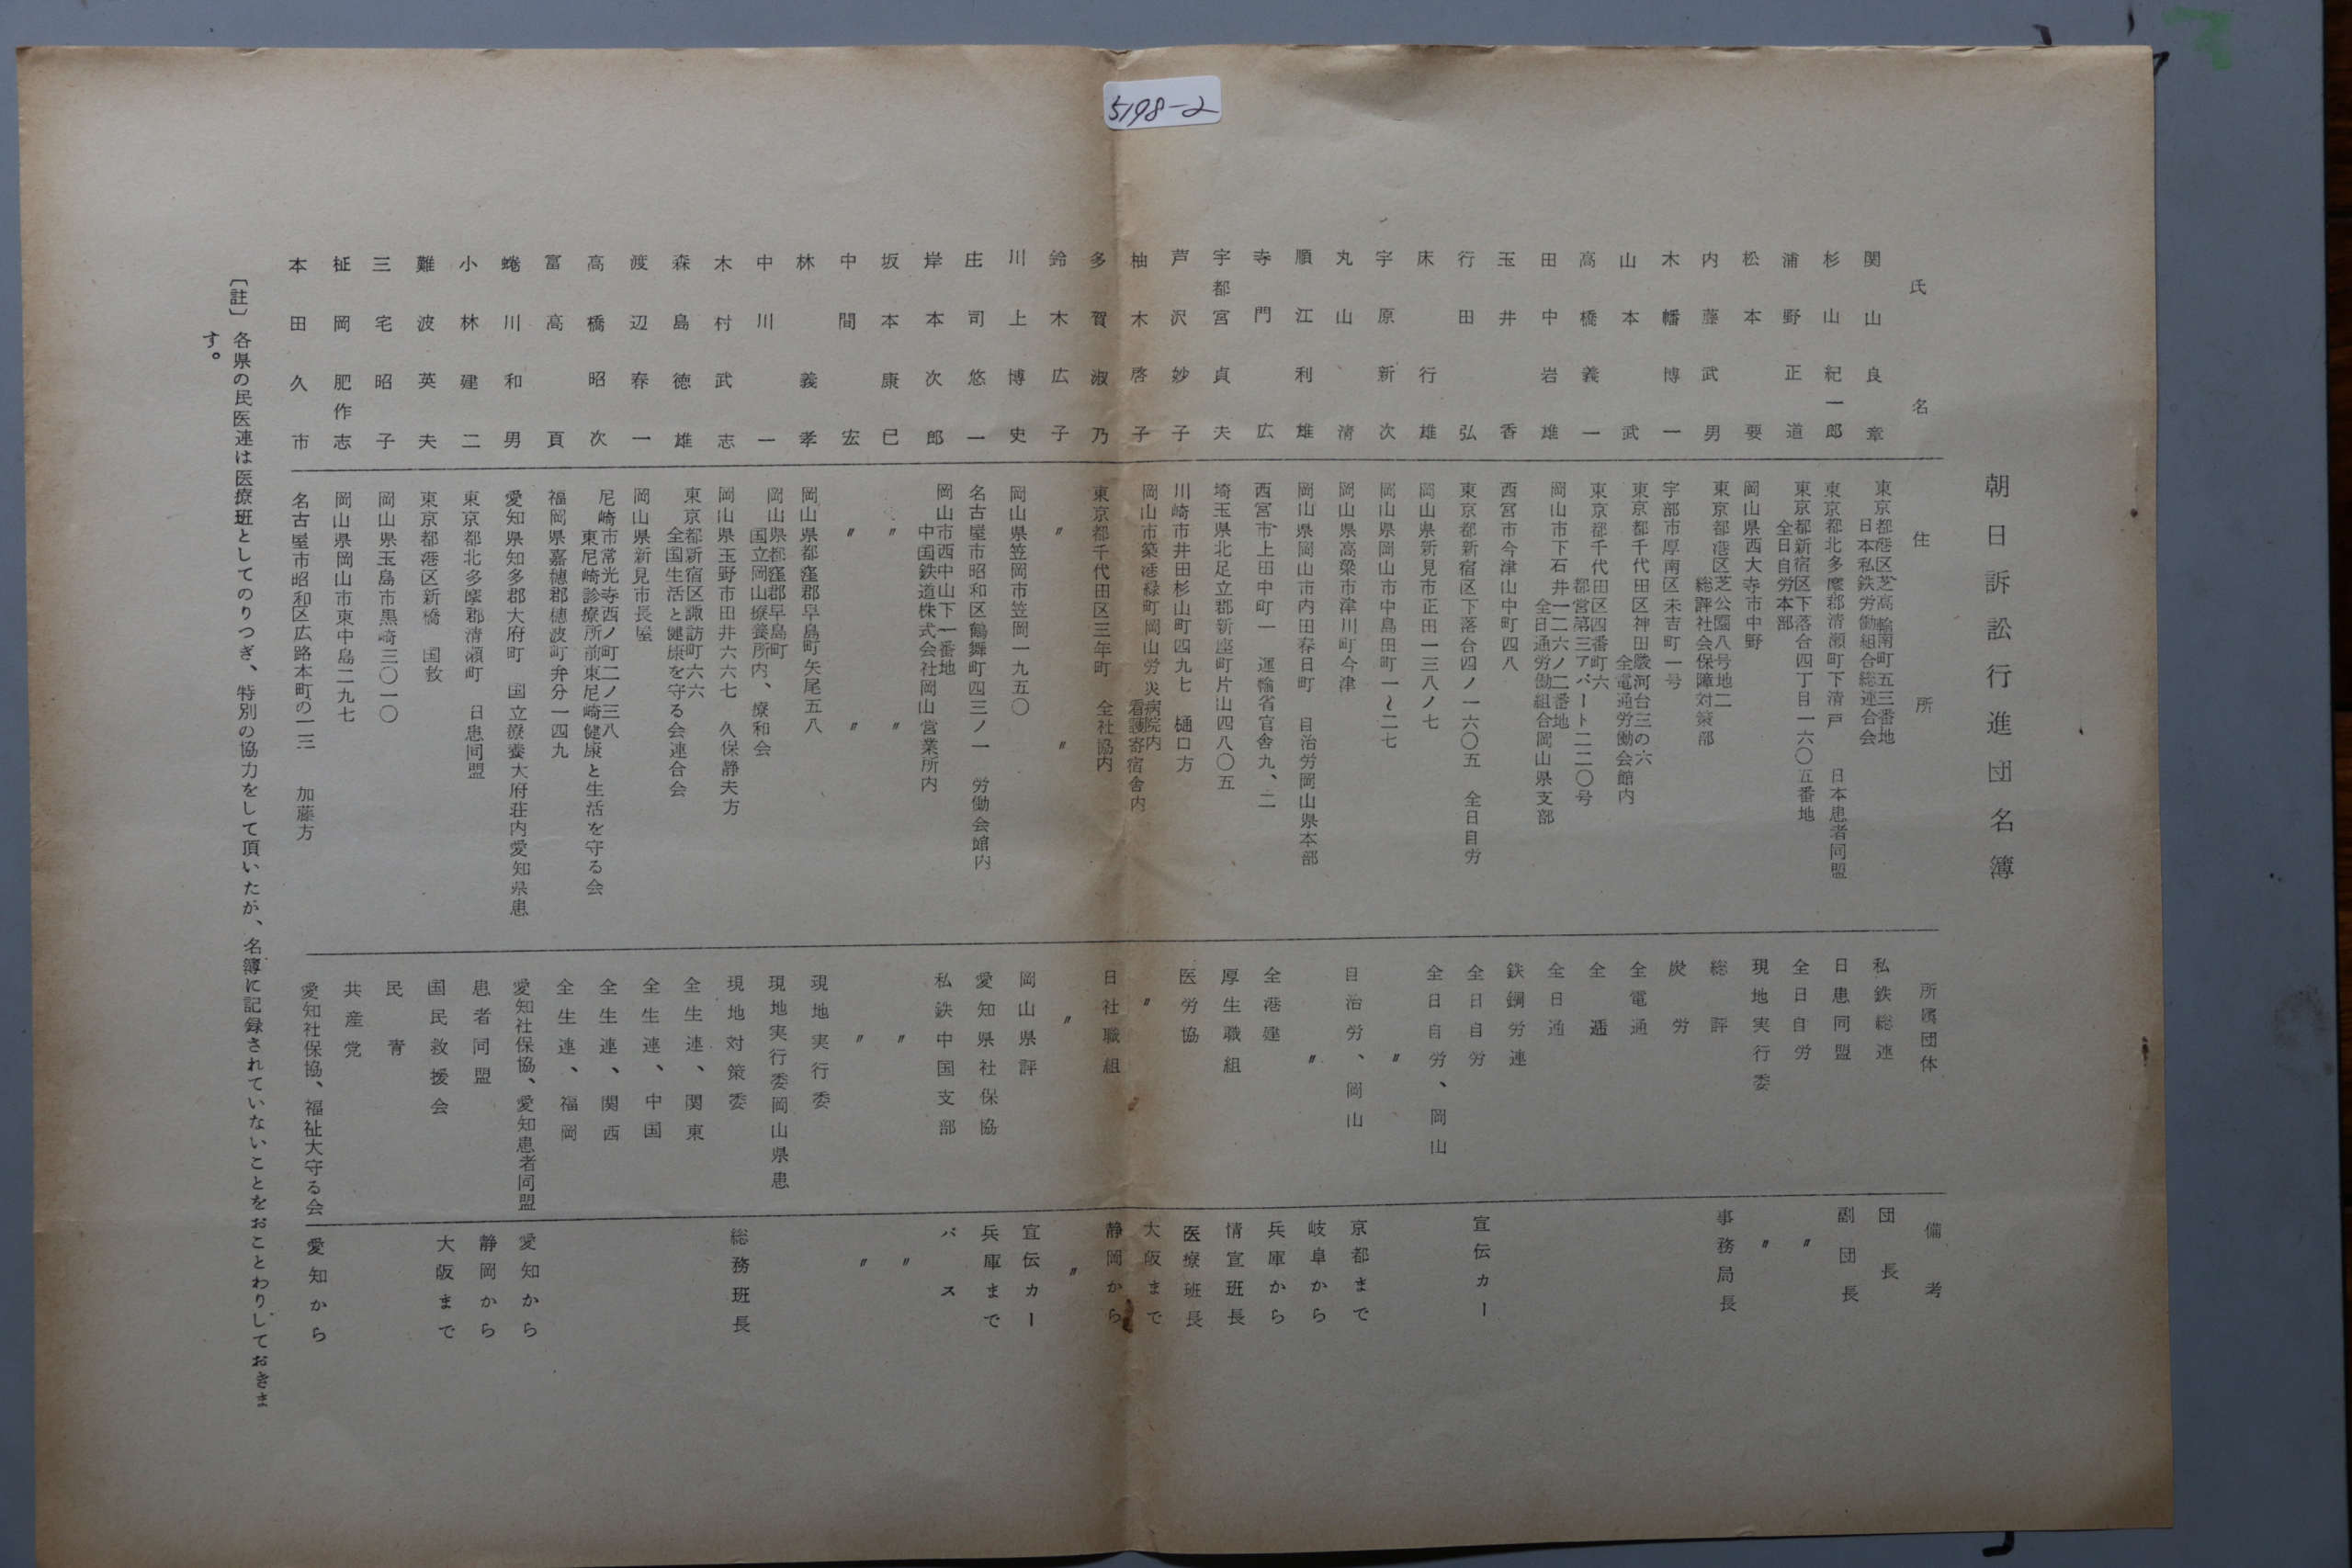 5198-2
朝日訴訟行進団名簿
氏名　住所　所属団体　備考
関山良章　東京都港区芝高輪南町五三番地　日本私鉄労働組合総連合会　私鉄総連　団長
杉山紀一郎　東京都北多摩郡清瀬町下清戸　日本患者同盟　日患同盟　副団長
浦野正道　東京都新宿区下落合四丁目一六〇五番地　全日自労本部　全日自労　〃
松本要　岡山県西大寺市中野　現地実行委　〃
内藤武男　東京都港区芝公園八号地二　総評社会保障対策部　総評　事務局長
木幡博一　宇部市厚南区末吉町一号　炭労
山本武　東京都千代田区神田駿河台三の六　全電通労働会館内　全電通
高橋義一　東京都千代田区四番町六　都営第三アパート二二〇号　全逓
田中岩雄　岡山市下石井一二六ノ二番地　全日通労働組合岡山県支部　全日通
玉井香　西宮市今津山中町四八　鉄鋼労連
行田弘　東京都新宿区下落合四ノ一六〇五　全日自労　全日自労　宣伝カー
床行雄　岡山県新見市正田一三八ノ七　全日自労、岡山
宇原新次　岡山県岡山市中島田町一〜二七　〃
丸山清　岡山県高梁市津川町今津　自治労、岡山　京都まで
順江利雄　岡山県岡山市内田春日町　自治労岡山県本部　〃　岐阜から
寺門広　西宮市上田中町一　運輸省官舎九、二　全港建　兵庫から
宇都宮貞夫　埼玉県北足立郡新座町片山四八〇五　厚生職組　情宣班長
芦沢妙子　川崎市井田杉山町四九七　樋口方　医労協　医療班長
柚木啓子　岡山市築港緑町岡山労災病院内　看護寄宿舎内　〃　大阪まで
多賀淑乃　東京都千代田区三年町　全社協内　日社職組　静岡から
鈴木広子　〃　〃　〃　〃
川上博史　岡山県笠岡市笠岡一九五〇　岡山県評　宣伝カー
庄司悠一　名古屋市昭和区鶴舞町四三ノ一　労働会館内　愛知県社保協　兵庫まで
岸本次郎　岡山市西中山下一番地　中国鉄道株式会社岡山営業所内　私鉄中国支部　バス
坂本康巳　〃　〃　〃　〃
中間宏　〃　〃　〃　〃
林義孝　岡山県都窪郡早島町矢尾五八　現地実行委
中川一　岡山県都窪郡早島町　国立岡山療養所内、療和会　現地実行委岡山県患
木村武志　岡山県玉野市田井六六七　久保静夫方　現地対策委　総務班長
森島徳雄　東京都新宿区諏訪町六六　全国生活と健康を守る会連合会　全生連、関東
渡辺春一　岡山県新見市長屋　全生連、中国
高橋昭次　尼崎市常光寺西ノ町二ノ三八　東尼崎診療所前東尼崎健康と生活を守る会　全生連、関西
富高頁　福岡県嘉穂郡穂波町弁分一四九　全生連、福岡
蜷川和男　愛知県知多郡大府町　国立療養大府荘内愛知県患　愛知社保協、愛知患者同盟　愛知から
小林建二　東京都北多摩郡清瀬町　日患同盟　患者同盟　静岡から
難波英夫　東京都港区新橋　国救　国民救援会　大阪まで
三宅昭子　岡山県玉島市黒崎三〇一〇　民青
祉岡肥作志　岡山県岡山市東中島二九七　共産党
本田久市　名古屋市昭和区広路本町の一三　加藤方　愛知社保協、福祉大守る会　愛知から
〔註〕各県の民医連は医療班としてのりつぎ、特別の協力をして頂いたが、名簿に記録されていないことをおことわりしておきま
す。